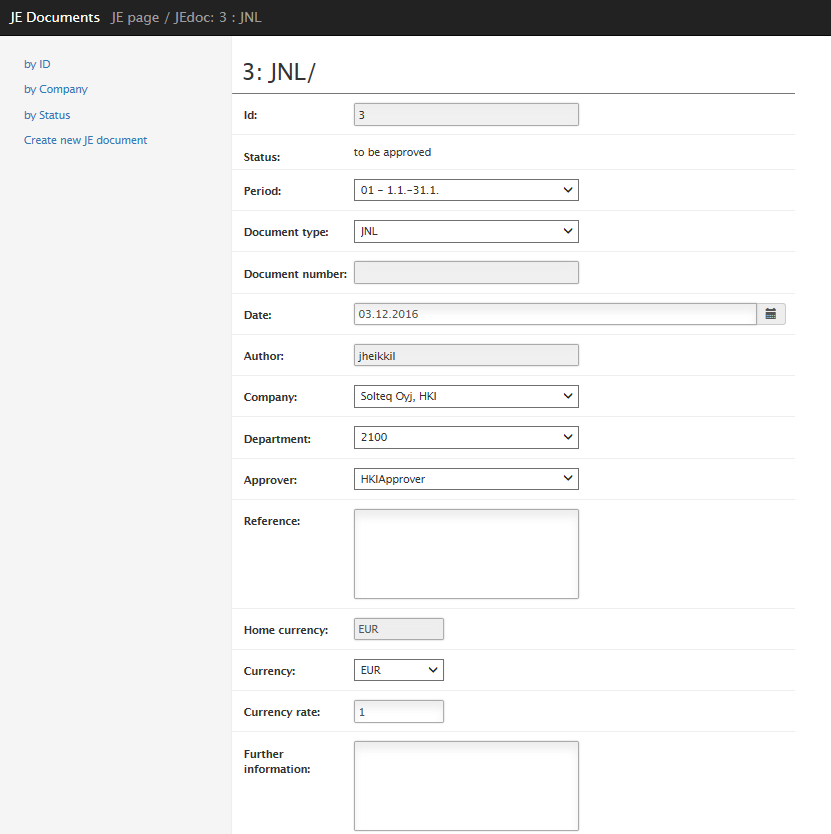 JE Documents JE page / JEdoc: 3 : JNL
by ID
by Company
by Status
Create new JE document
3: JNL/
Id: 3
Status: to be approved
Period: 01 - 1.1.-31.1.
Document type: JNL
Document number:
Date: 03.12.2016
Author: jheikkil
Company: Solteq Oyj, HKI
Department: 2100
Approver: HKIApprover
Reference:
Home currency: EUR
Currency: EUR
Currency rate: 1
Further
information: